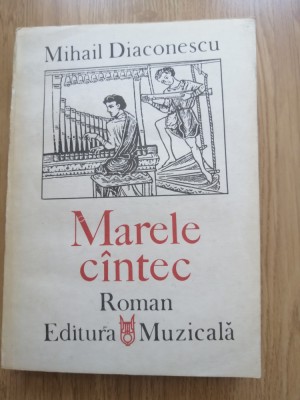 Mihail Diaconescu
Marele
cîntec
Roman
Editura Muzicală